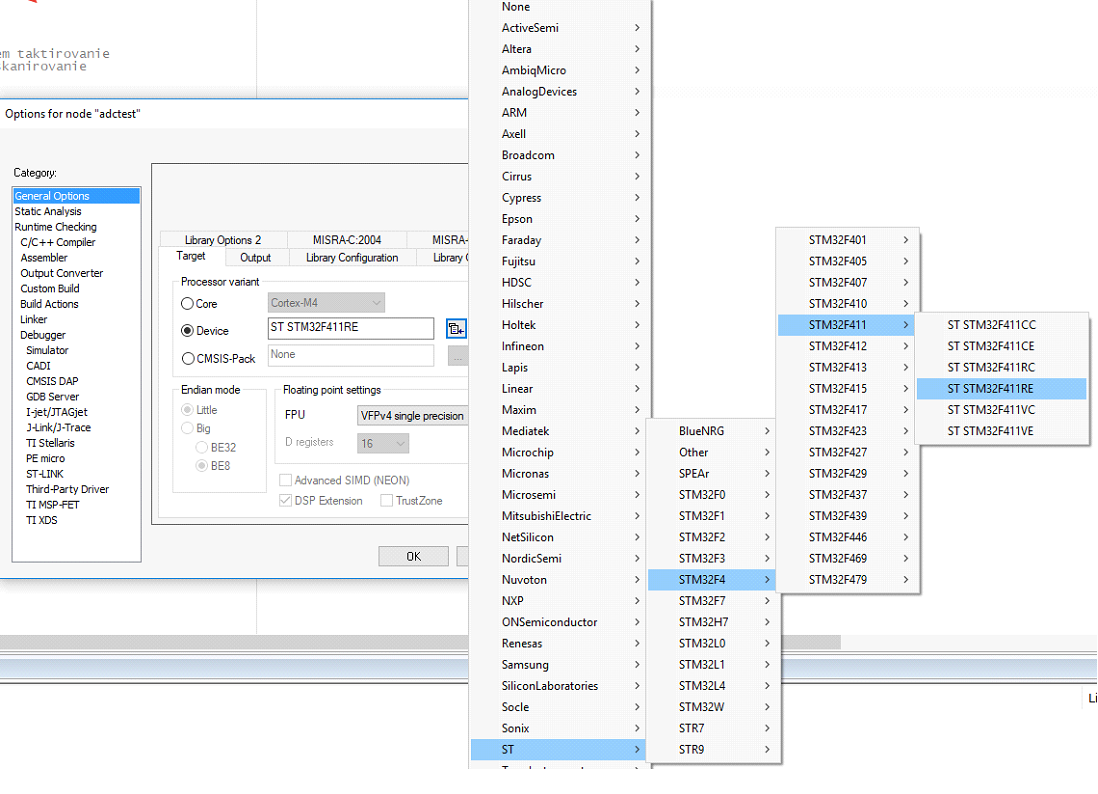 em taktirovanie
skanirovanie
Options for node "adctest"
Category:
General Options
Static Analysis
Runtime Checking
C/C++ Compiler
Assembler
Output Converter
Custom Build
Build Actions
Linker
Debugger
Simulator
CADI
CMSIS DAP
GDB Server
I-jet/JTAGjet
J-Link/J-Trace
TI Stellaris
PE micro
ST-LINK
Third-Party Driver
TI MSP-FET
TI XDS
Library Options 2
MISRA-C:2004
MISRA-
Target
Output
Library Configuration
Library
Processor variant
Core
Cortex-M4
Device
ST STM32F411RE
CMSIS-Pack
None
...
Endian mode
Little
Big
BE32
BE8
Floating point settings
FPU
VFPv4 single precision
D registers
16
Advanced SIMD (NEON)
DSP Extension
TrustZone
OK
None
ActiveSemi
Altera
AmbiqMicro
AnalogDevices
ARM
Axell
Broadcom
Cirrus
Cypress
Epson
Faraday
Fujitsu
HDSC
Hilscher
Holtek
Infineon
Lapis
Linear
Maxim
Mediatek
Microchip
Micronas
Microsemi
MitsubishiElectric
NetSilicon
NordicSemi
Nuvoton
NXP
ONSemiconductor
Renesas
Samsung
SiliconLaboratories
Socle
Sonix
ST
BlueNRG
Other
SPEAr
STM32F0
STM32F1
STM32F2
STM32F3
STM32F4
STM32F7
STM32H7
STM32L0
STM32L1
STM32L4
STM32W
STR7
STR9
STM32F401
STM32F405
STM32F407
STM32F410
STM32F411
STM32F412
STM32F413
STM32F415
STM32F417
STM32F423
STM32F427
STM32F429
STM32F437
STM32F439
STM32F446
STM32F469
STM32F479
ST STM32F411CC
ST STM32F411CE
ST STM32F411RC
ST STM32F411RE
ST STM32F411VC
ST STM32F411VE
Li